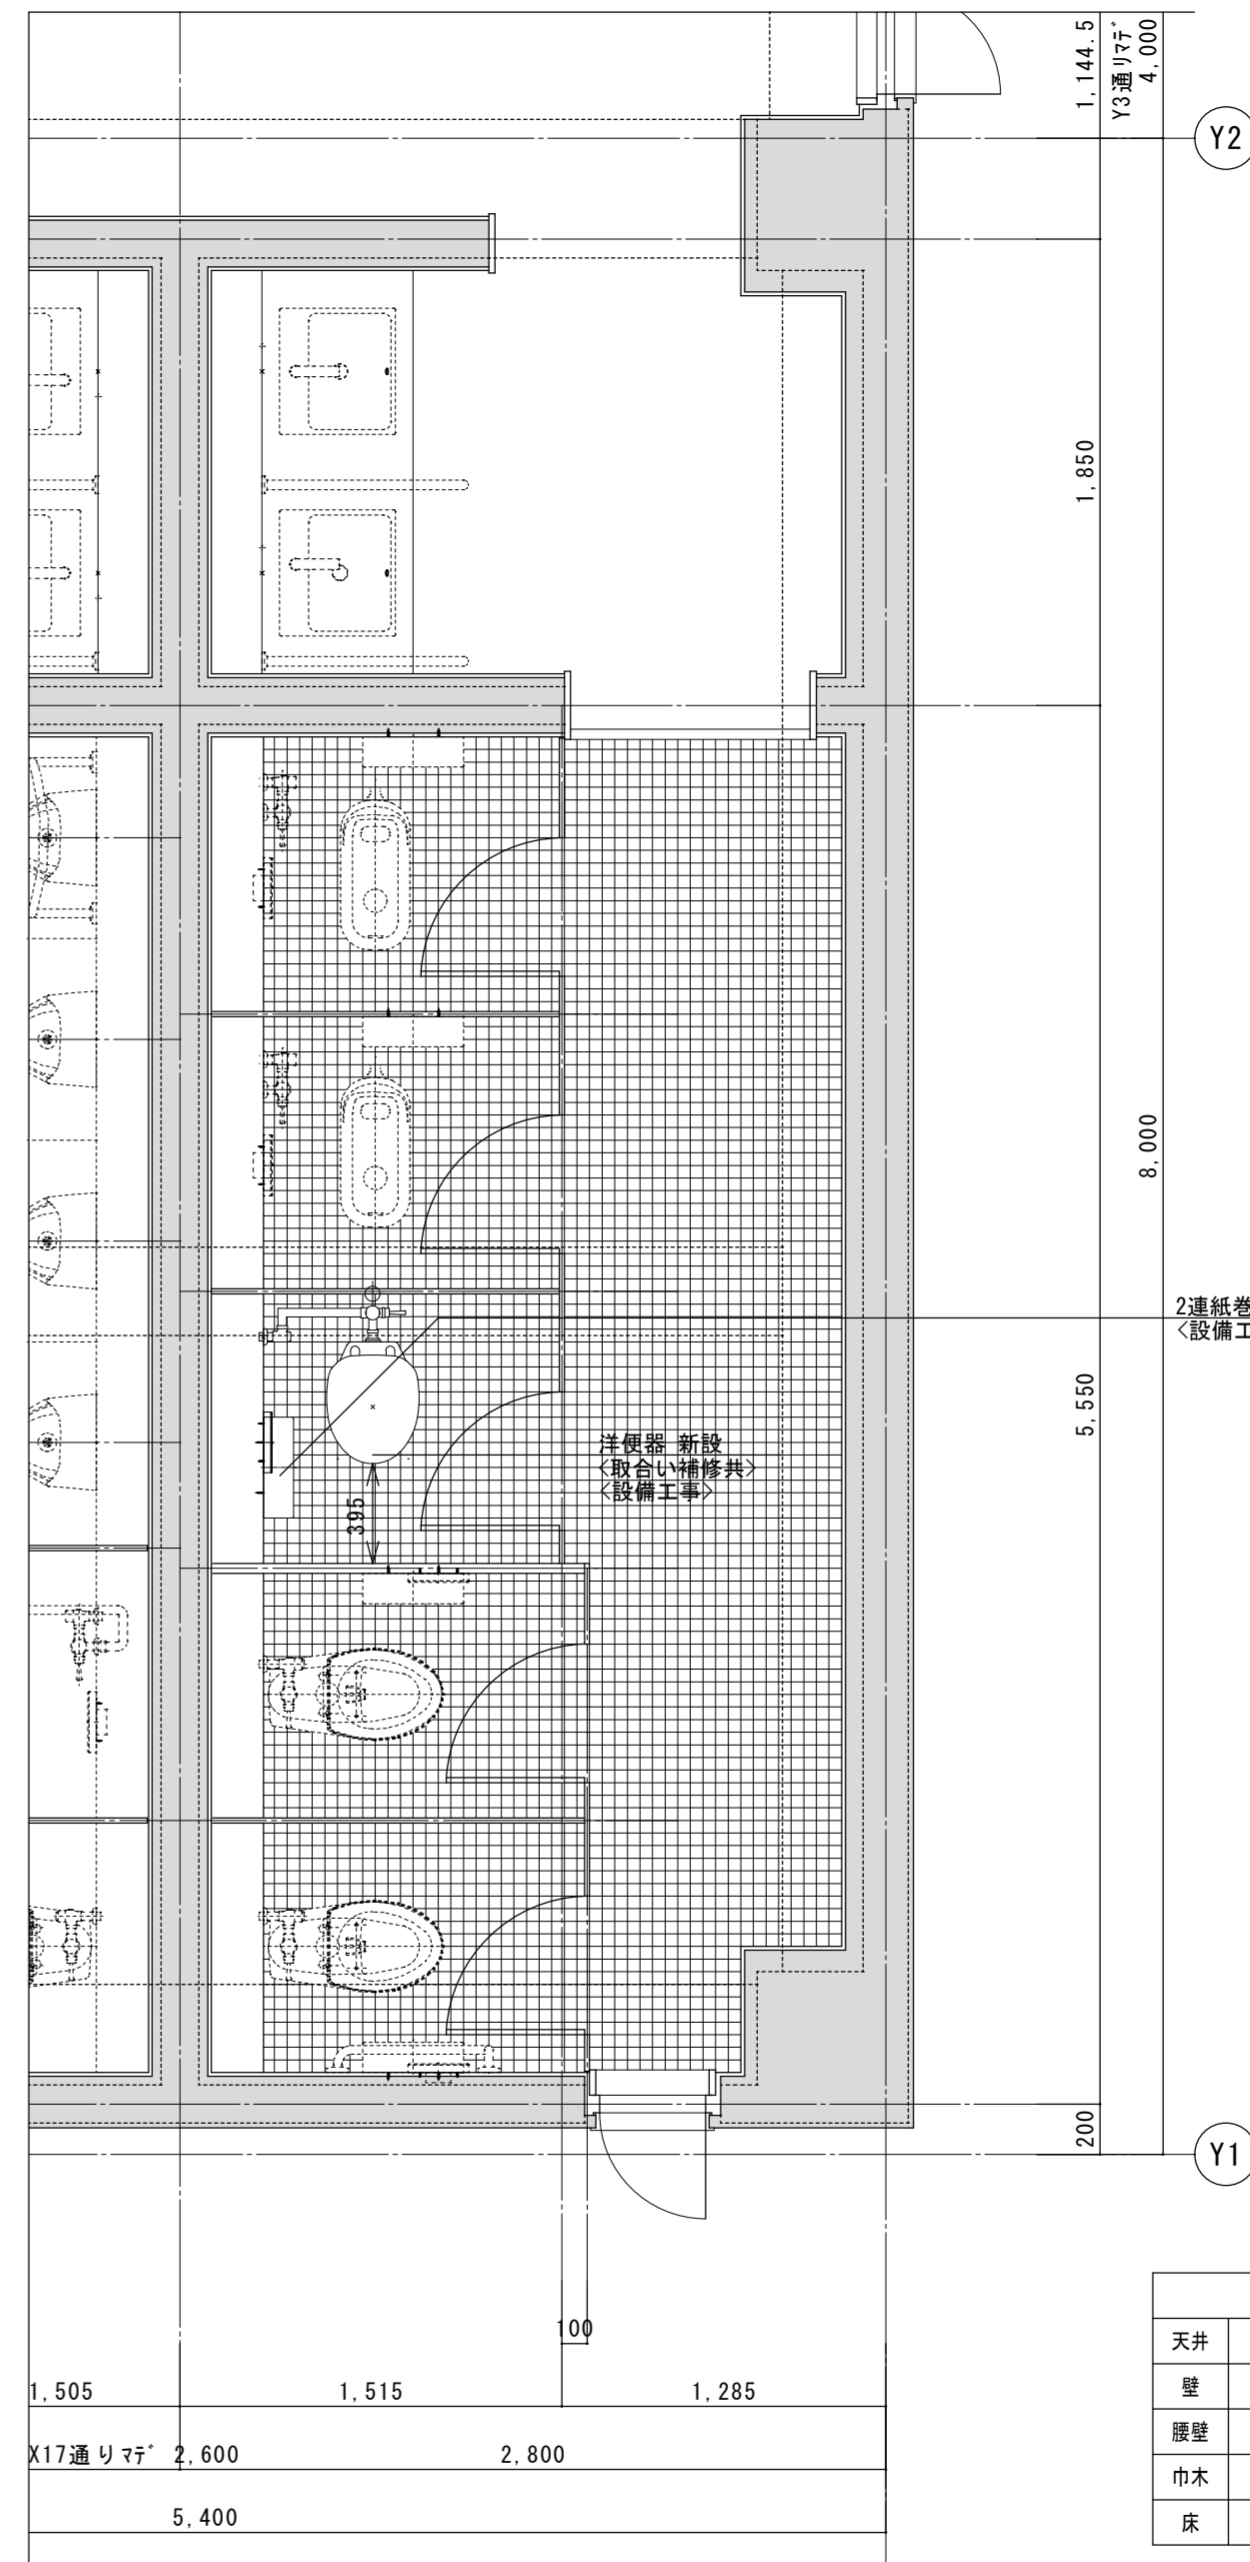 1,144.5
Y3通リマデ
4,000
Y2
1,850
8,000
2連紙巻
<設備工
5,550
洋便器 新設
<取合い補修共>
<設備工事>
395
200
Y1
100
1,505
1,515
1,285
X17通りマデ
2,600
2,800
5,400
天井
壁
腰壁
巾木
床